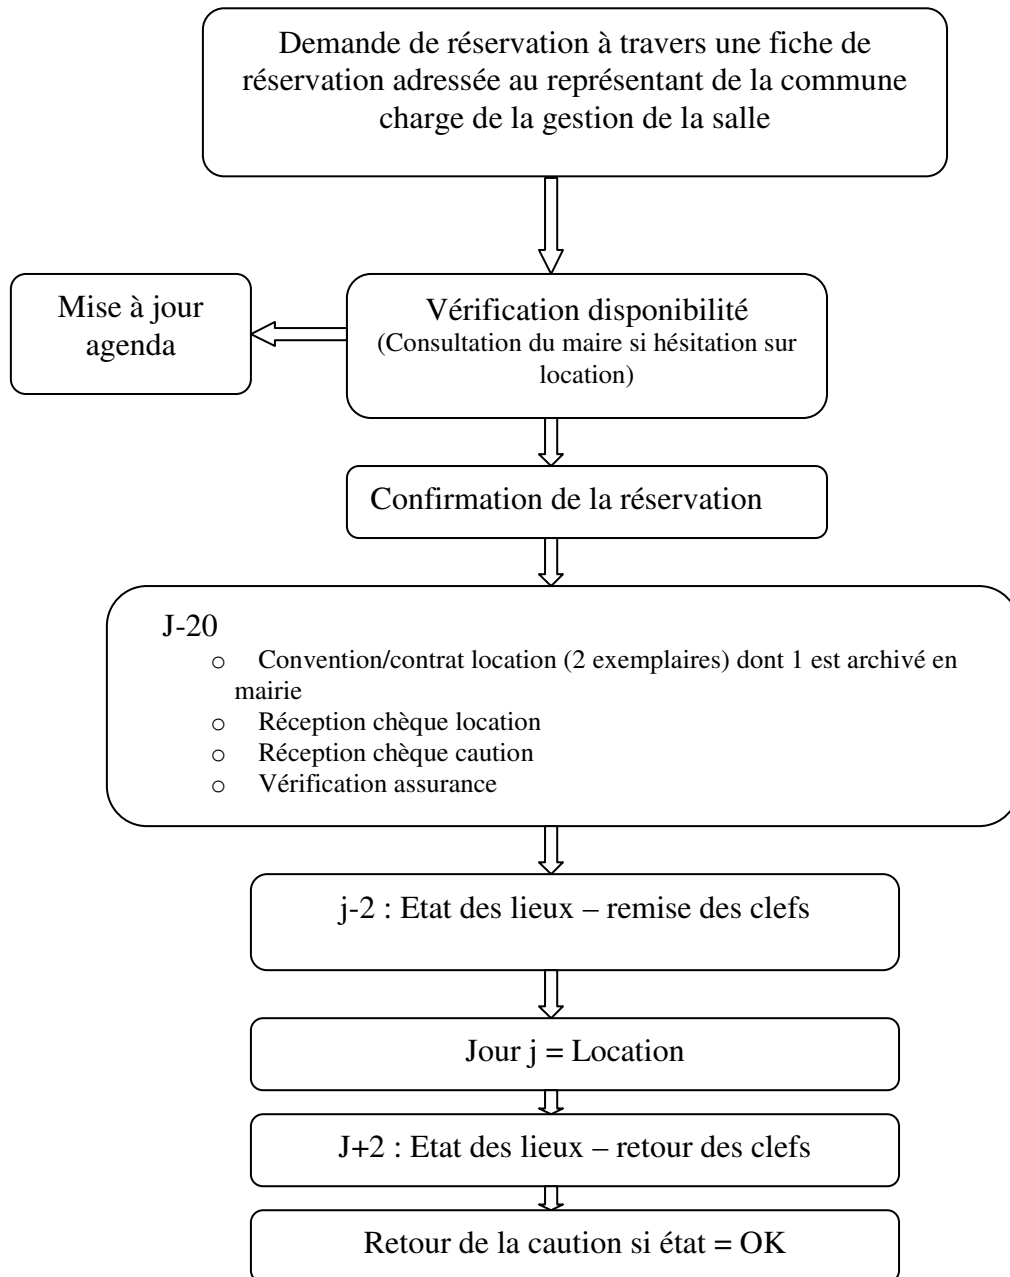 Demande de réservation à travers une fiche de
réservation adressée au représentant de la commune
charge de la gestion de la salle
Mise à jour
agenda
Vérification disponibilité
(Consultation du maire si hésitation sur
location)
Confirmation de la réservation
J-20
o Convention/contrat location (2 exemplaires) dont 1 est archivé en
mairie
o Réception chèque location
o Réception chèque caution
o Vérification assurance
j-2 : Etat des lieux – remise des clefs
Jour j = Location
J+2 : Etat des lieux – retour des clefs
Retour de la caution si état = OK